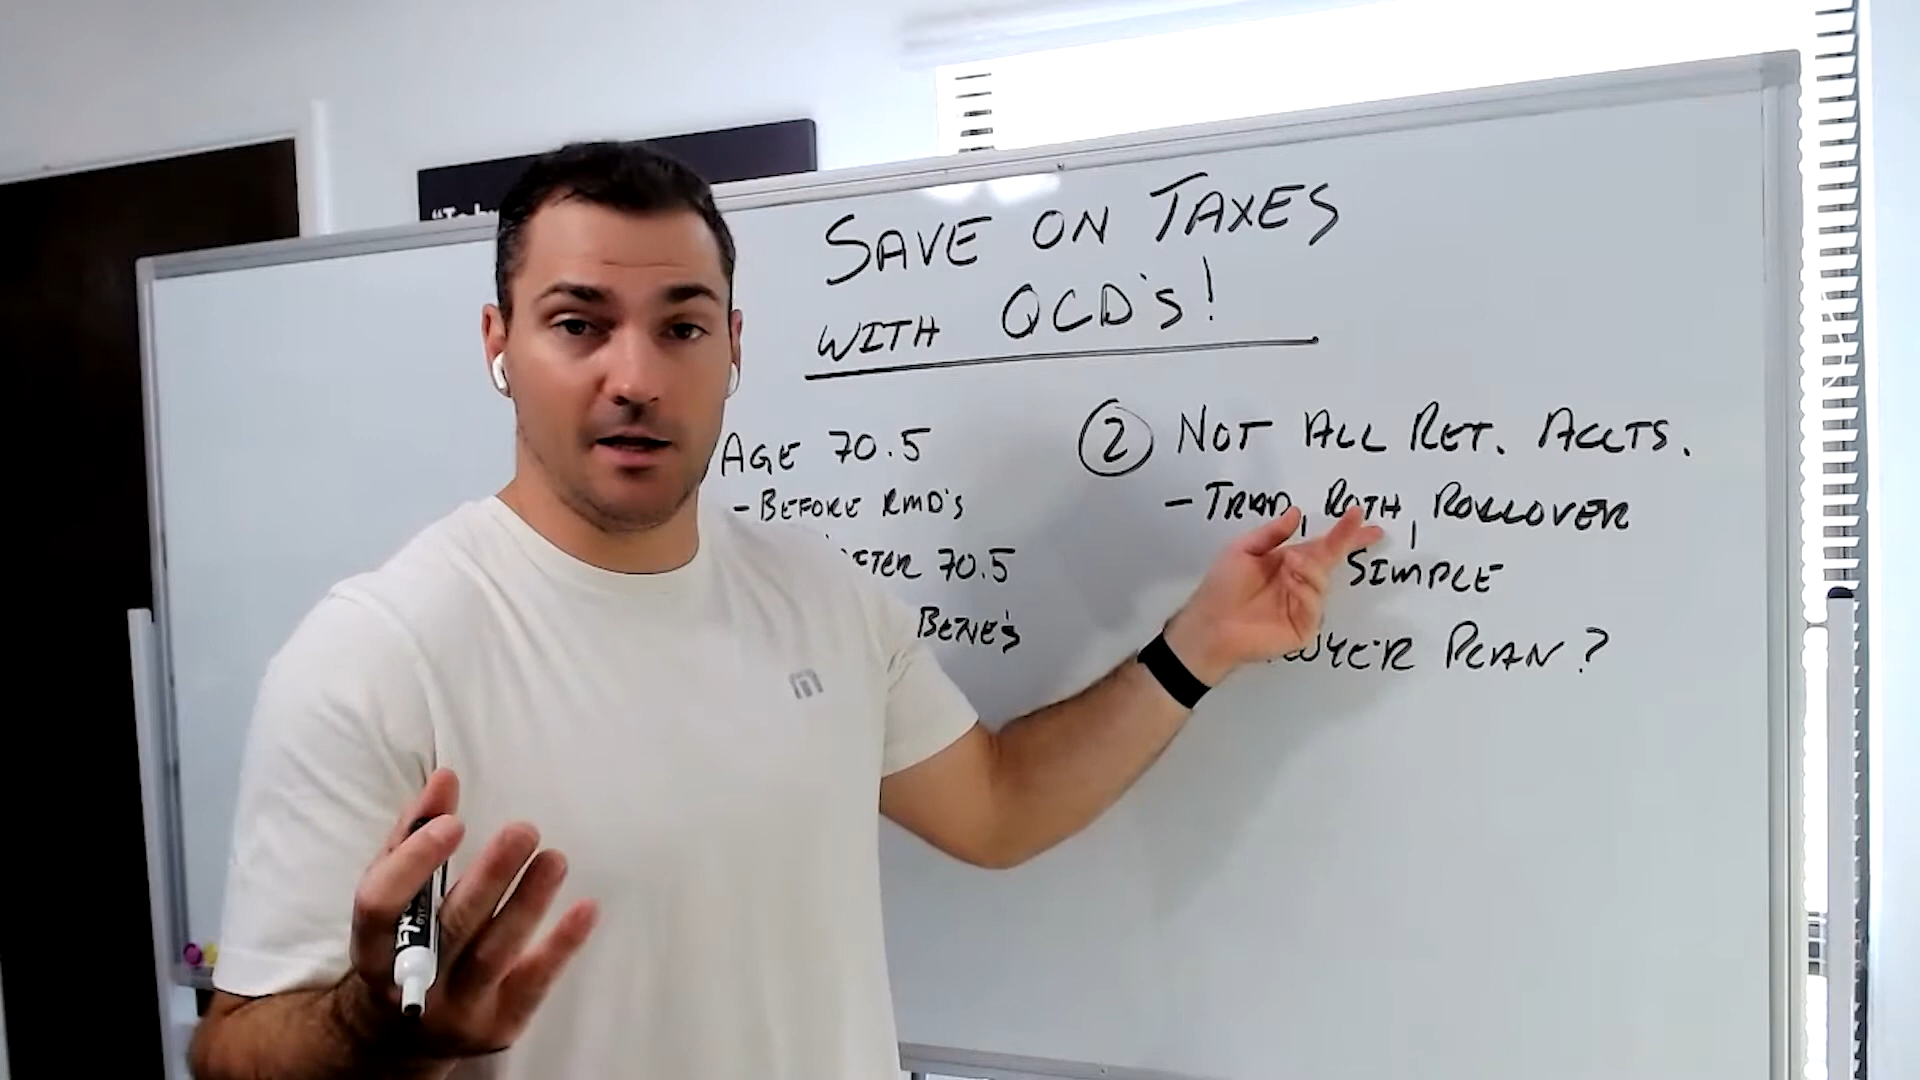 SAVE ON TAXES
WITH QCD's!
AGE 70.5
- BEFORE RMD's
70.5
BENE's
② NOT ALL RET. ACCTS.
- TRAD, ROTH, ROLLOVER
SIMPLE
PLAN?